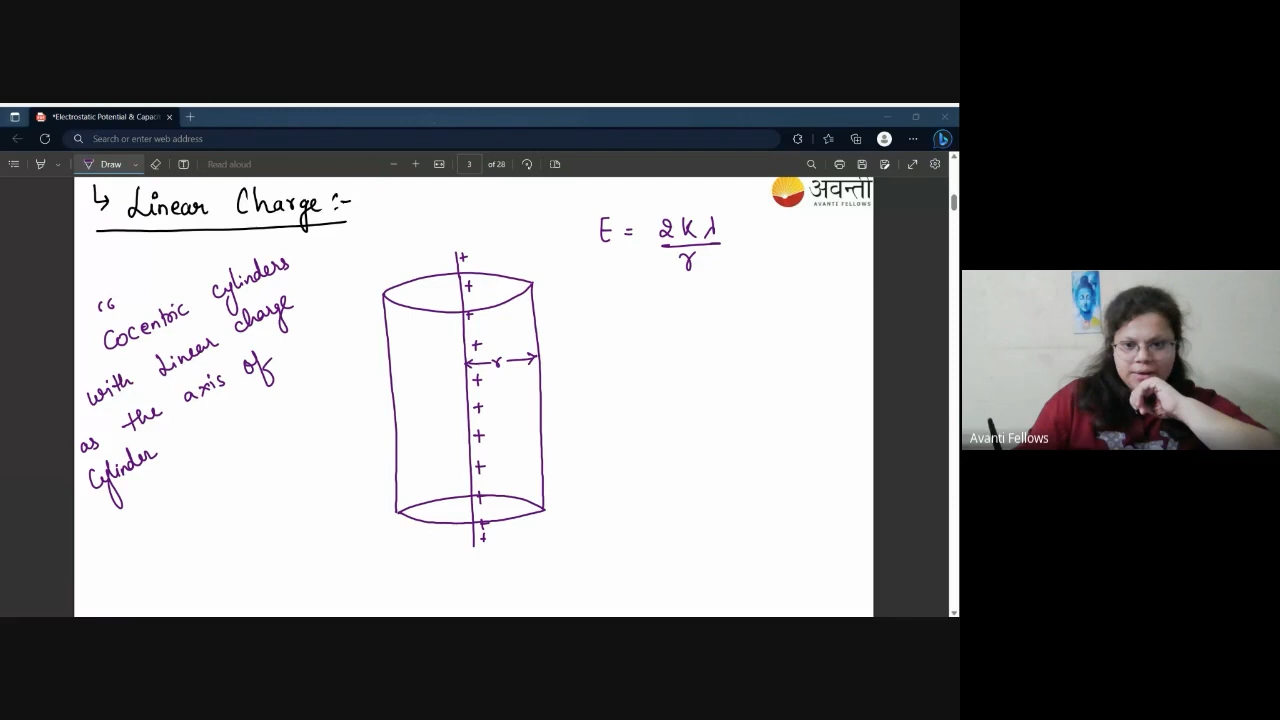 *Electrostatic Potential & Capac
Search or enter web address
Draw
Read aloud
3 of 28
↳ Linear Charge :-
अवन्ती
AVANTI FELLOWS
E = 2Kλ
r
“
Cocentric cylinders
with Linear charge
as the axis of
Cylinder
+
+
+
+
← r →
+
+
+
+
+
+
+
Avanti Fellows